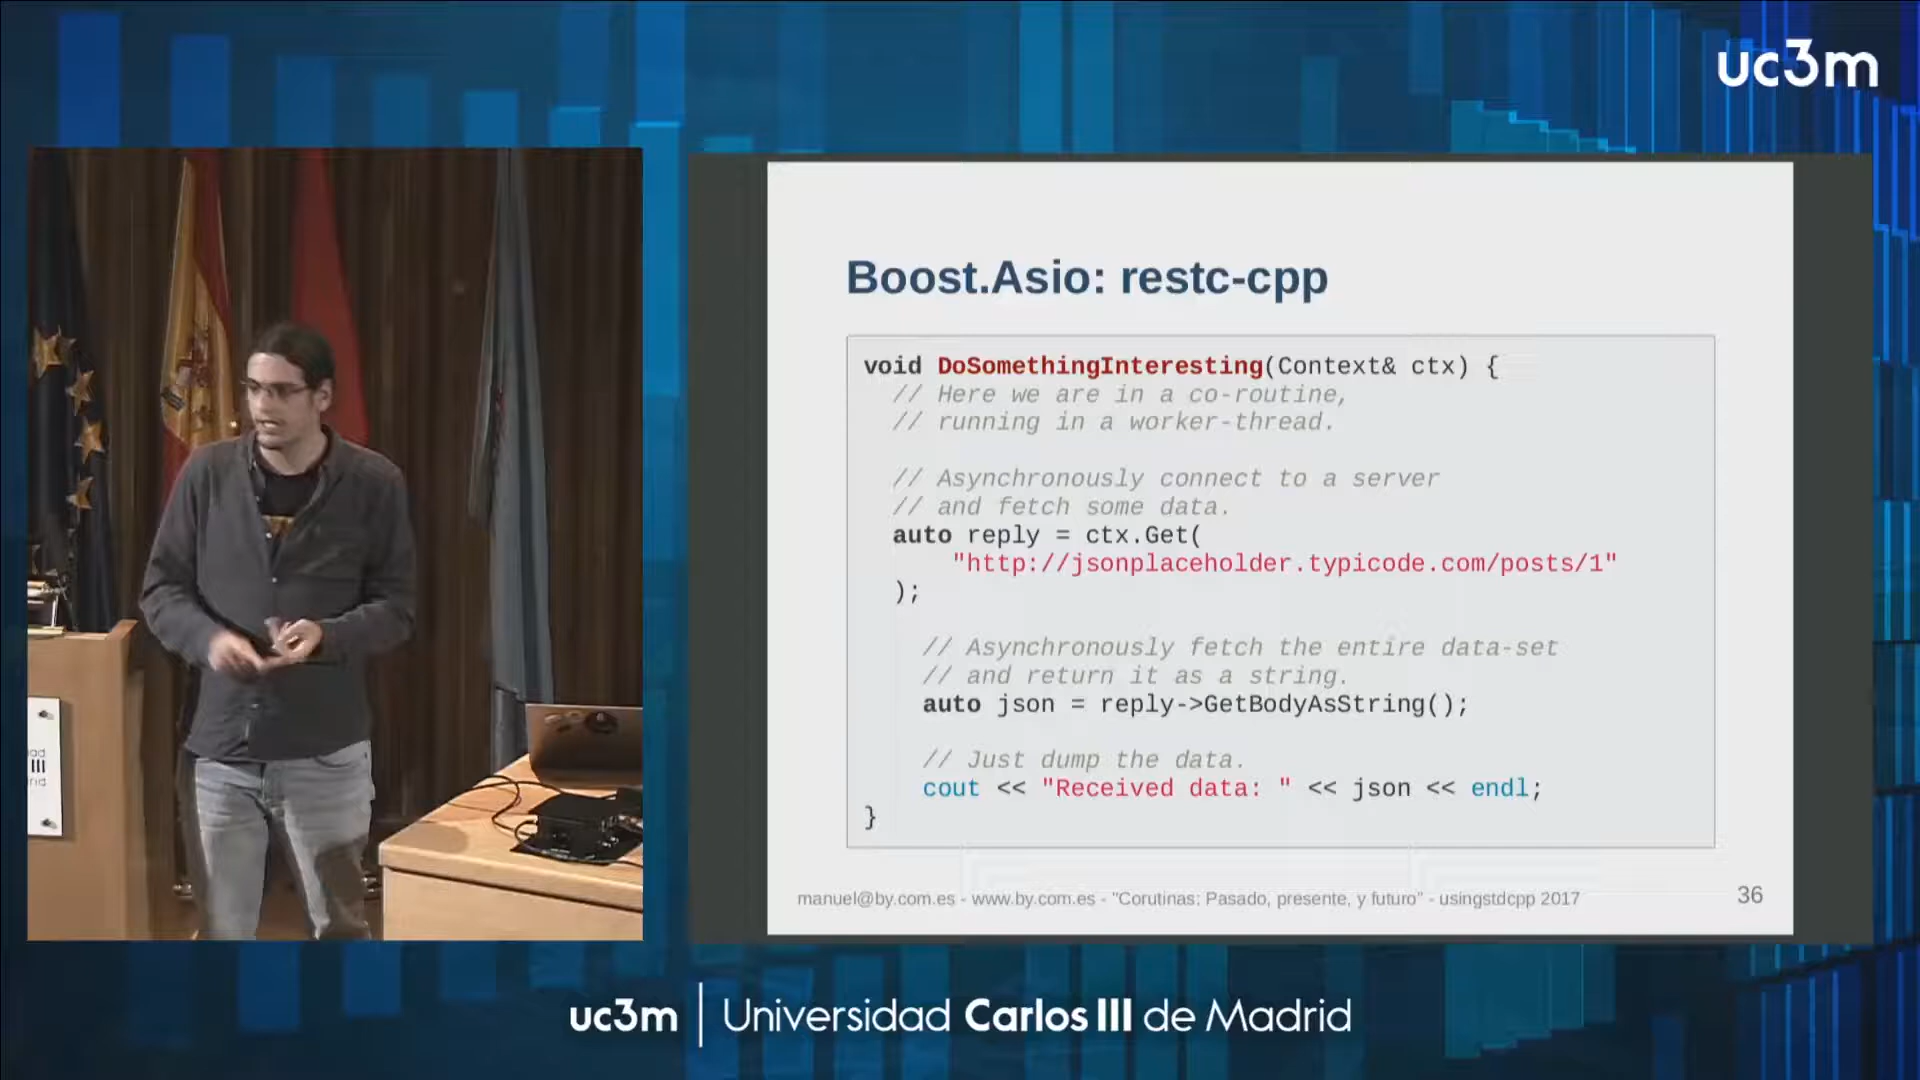 uc3m
Boost.Asio: restc-cpp
void DoSomethingInteresting(Context& ctx) {
// Here we are in a co-routine,
// running in a worker-thread.
// Asynchronously connect to a server
// and fetch some data.
auto reply = ctx.Get(
"http://jsonplaceholder.typicode.com/posts/1"
);
// Asynchronously fetch the entire data-set
// and return it as a string.
auto json = reply->GetBodyAsString();
// Just dump the data.
cout << "Received data: " << json << endl;
}
manuel@by.com.es - www.by.com.es - "Corutinas: Pasado, presente, y futuro" - usingstdcpp 2017
36
III
uc3m | Universidad Carlos III de Madrid